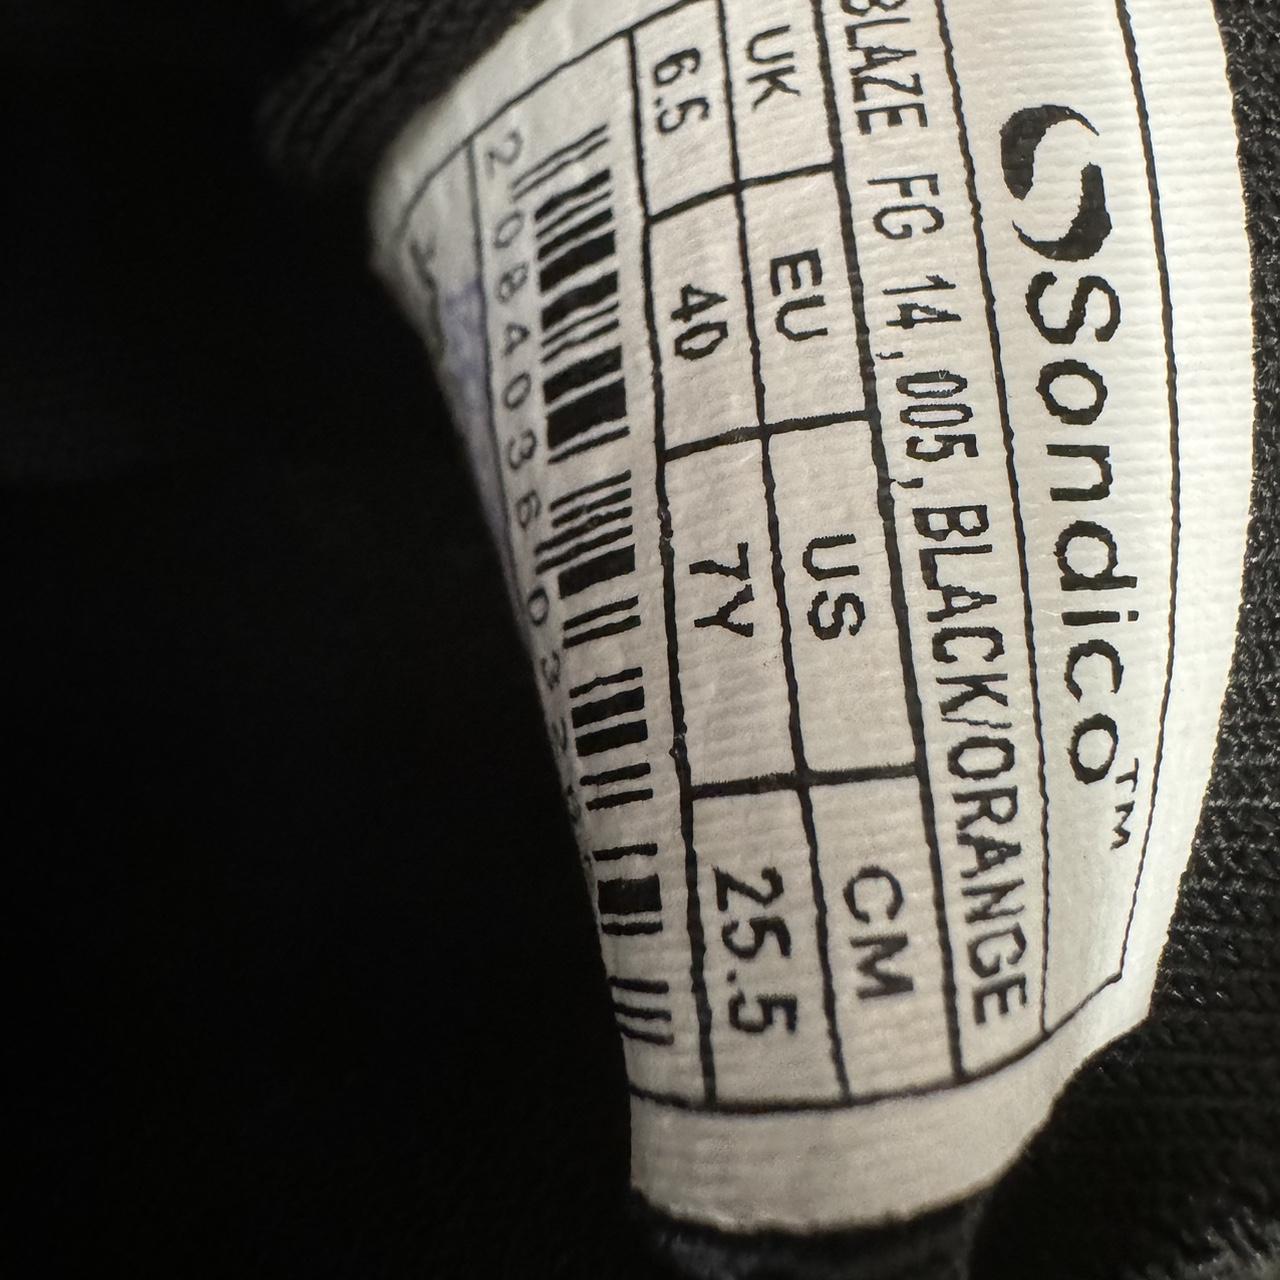 Sondico™
BLAZE FG 14, 005, BLACK/ORANGE
UK EU US CM
6.5 40 7Y 25.5